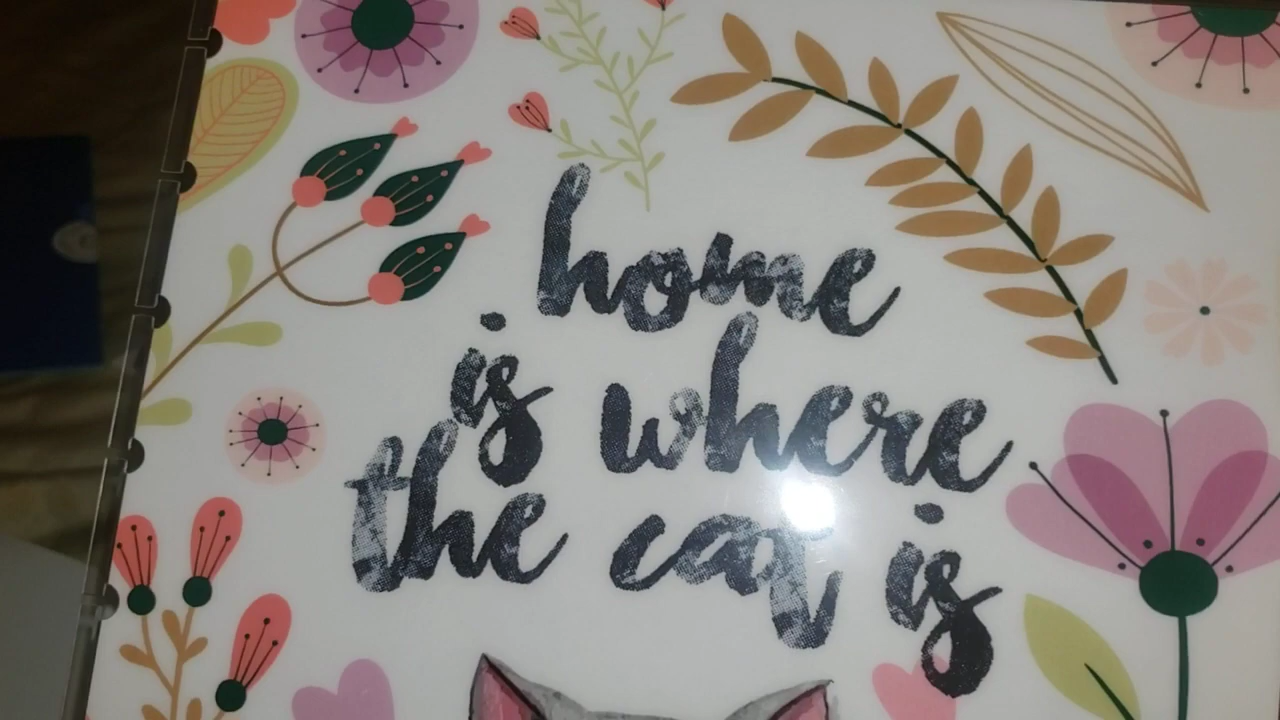 home
is where
the cat is